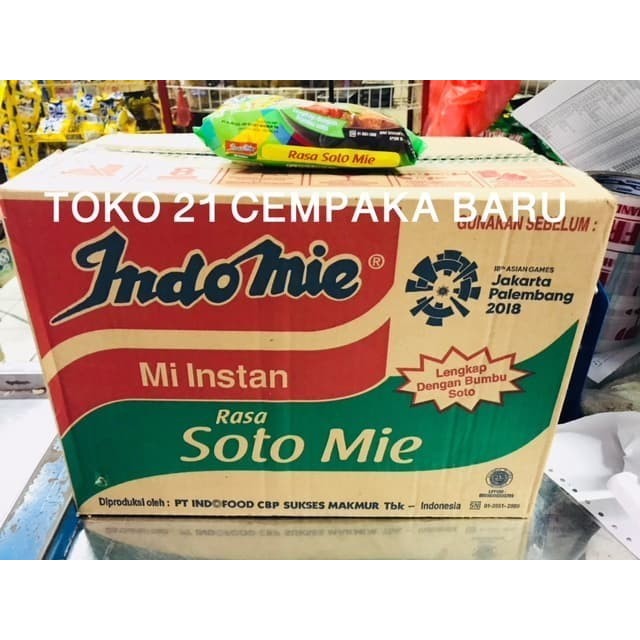 Rasa Soto Mie
TOKO 21 CEMPAKA BARU
GUNAKAN SEBELUM :
Indomie®
18th ASIAN GAMES
Jakarta
Palembang
2018
Mi Instan
Lengkap
Dengan Bumbu
Soto
Rasa
Soto Mie
Diproduksi oleh : PT INDOFOOD CBP SUKSES MAKMUR Tbk – Indonesia
SNI